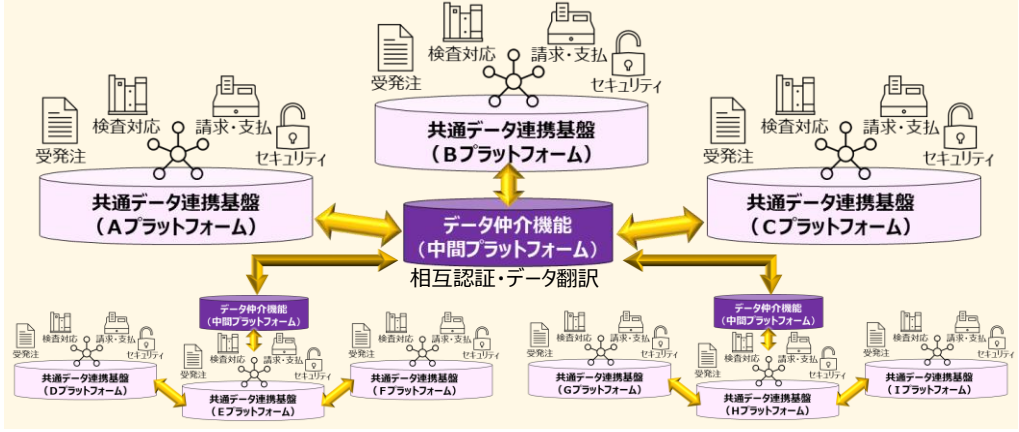 受発注
検査対応
請求・支払
セキュリティ
共通データ連携基盤
（Bプラットフォーム）
受発注
検査対応
請求・支払
セキュリティ
共通データ連携基盤
（Aプラットフォーム）
受発注
検査対応
請求・支払
セキュリティ
共通データ連携基盤
（Cプラットフォーム）
データ仲介機能
（中間プラットフォーム）
相互認証・データ翻訳
データ仲介機能
（中間プラットフォーム）
受発注
検査対応
請求・支払
セキュリティ
共通データ連携基盤
（Dプラットフォーム）
受発注
検査対応
請求・支払
セキュリティ
共通データ連携基盤
（Eプラットフォーム）
受発注
検査対応
請求・支払
セキュリティ
共通データ連携基盤
（Fプラットフォーム）
データ仲介機能
（中間プラットフォーム）
受発注
検査対応
請求・支払
セキュリティ
共通データ連携基盤
（Gプラットフォーム）
受発注
検査対応
請求・支払
セキュリティ
共通データ連携基盤
（Hプラットフォーム）
受発注
検査対応
請求・支払
セキュリティ
共通データ連携基盤
（Iプラットフォーム）